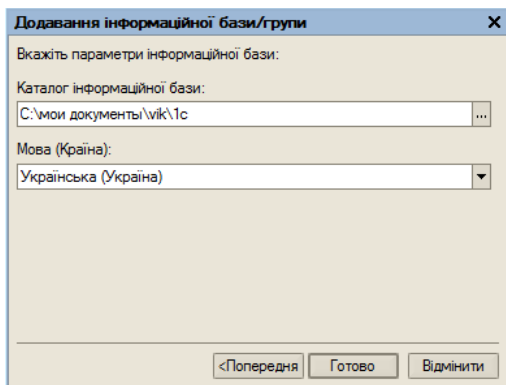 Додавання інформаційної бази/групи
Вкажіть параметри інформаційної бази:
Каталог інформаційної бази:
C:\мои документы\vik\1c
...
Мова (Країна):
Українська (Україна)
<Попередня Готово Відмінити